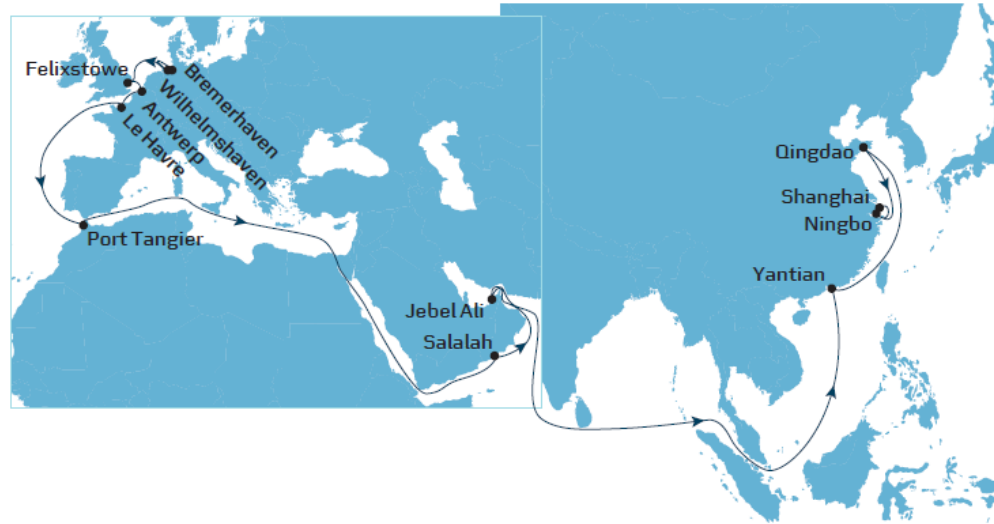 Felixstowe
Bremerhaven
Wilhelmshaven
Antwerp
Le Havre
Port Tangier
Jebel Ali
Salalah
Qingdao
Shanghai
Ningbo
Yantian